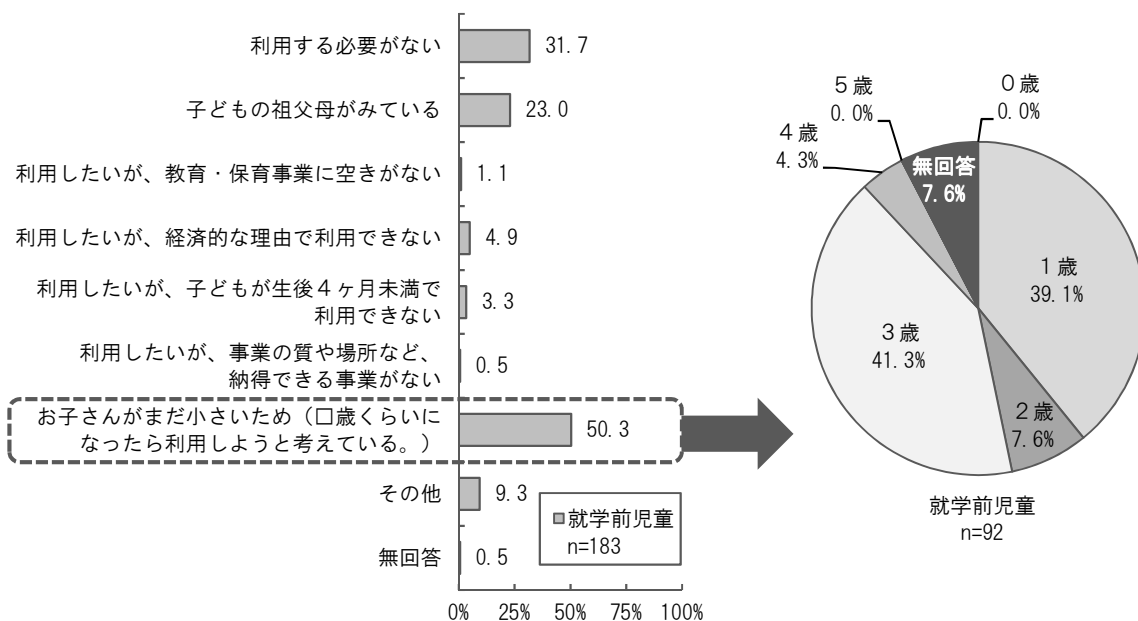 利用する必要がない
31.7
子どもの祖父母がみている
23.0
利用したいが、教育・保育事業に空きがない
1.1
利用したいが、経済的な理由で利用できない
4.9
利用したいが、子どもが生後４ヶ月未満で
利用できない
3.3
利用したいが、事業の質や場所など、
納得できる事業がない
0.5
お子さんがまだ小さいため（□歳くらいに
なったら利用しようと考えている。）
50.3
その他
9.3
無回答
0.5
就学前児童
n=183
0% 25% 50% 75% 100%
０歳
0.0%
１歳
39.1%
２歳
7.6%
３歳
41.3%
４歳
4.3%
５歳
0.0%
無回答
7.6%
就学前児童
n=92